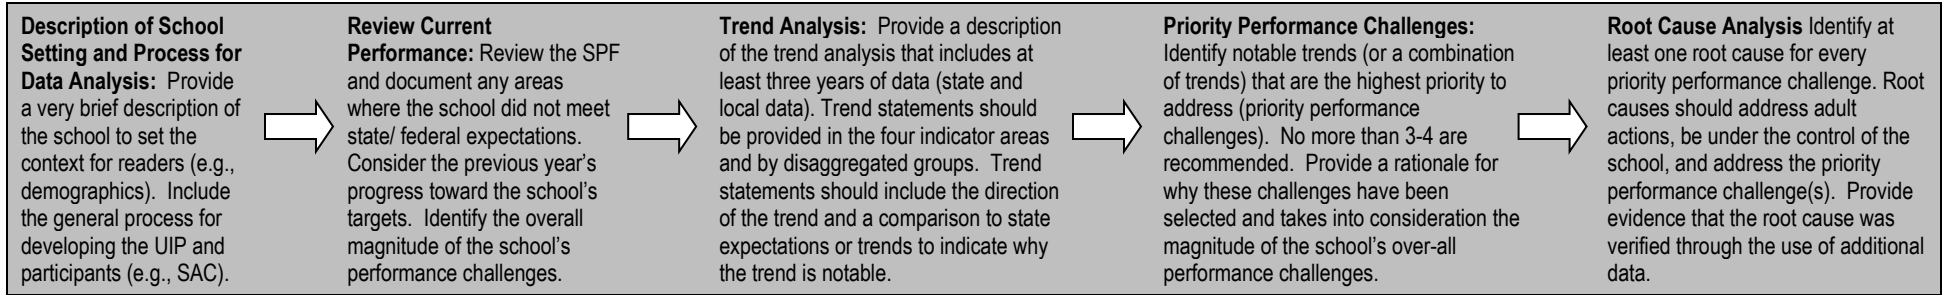 Description of School
Setting and Process for
Data Analysis: Provide
a very brief description of
the school to set the
context for readers (e.g.,
demographics). Include
the general process for
developing the UIP and
participants (e.g., SAC).
Review Current
Performance: Review the SPF
and document any areas
where the school did not meet
state/ federal expectations.
Consider the previous year's
progress toward the school's
targets. Identify the overall
magnitude of the school's
performance challenges.
Trend Analysis: Provide a description
of the trend analysis that includes at
least three years of data (state and
local data). Trend statements should
be provided in the four indicator areas
and by disaggregated groups. Trend
statements should include the direction
of the trend and a comparison to state
expectations or trends to indicate why
the trend is notable.
Priority Performance Challenges:
Identify notable trends (or a combination
of trends) that are the highest priority to
address (priority performance
challenges). No more than 3-4 are
recommended. Provide a rationale for
why these challenges have been
selected and takes into consideration the
magnitude of the school's over-all
performance challenges.
Root Cause Analysis Identify at
least one root cause for every
priority performance challenge. Root
causes should address adult
actions, be under the control of the
school, and address the priority
performance challenge(s). Provide
evidence that the root cause was
verified through the use of additional
data.